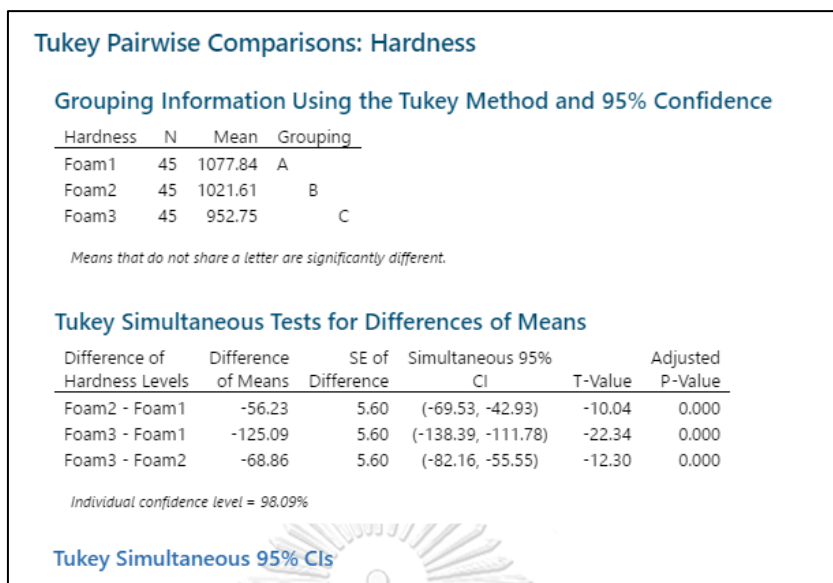 Tukey Pairwise Comparisons: Hardness
Grouping Information Using the Tukey Method and 95% Confidence
Hardness N Mean Grouping
Foam1 45 1077.84 A
Foam2 45 1021.61 B
Foam3 45 952.75 C
Means that do not share a letter are significantly different.
Tukey Simultaneous Tests for Differences of Means
Difference of Difference SE of Simultaneous 95% Adjusted
Hardness Levels of Means Difference CI T-Value P-Value
Foam2 - Foam1 -56.23 5.60 (-69.53, -42.93) -10.04 0.000
Foam3 - Foam1 -125.09 5.60 (-138.39, -111.78) -22.34 0.000
Foam3 - Foam2 -68.86 5.60 (-82.16, -55.55) -12.30 0.000
Individual confidence level = 98.09%
Tukey Simultaneous 95% CIs